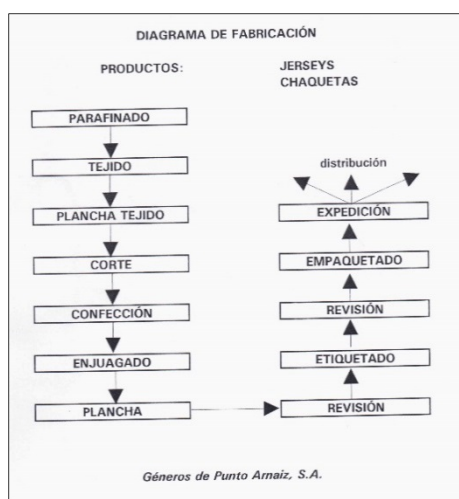 DIAGRAMA DE FABRICACIÓN
PRODUCTOS:
JERSEYS
CHAQUETAS
PARAFINADO
TEJIDO
PLANCHA TEJIDO
CORTE
CONFECCIÓN
ENJUAGADO
PLANCHA
distribución
EXPEDICIÓN
EMPAQUETADO
REVISIÓN
ETIQUETADO
REVISIÓN
Géneros de Punto Arnaiz, S.A.